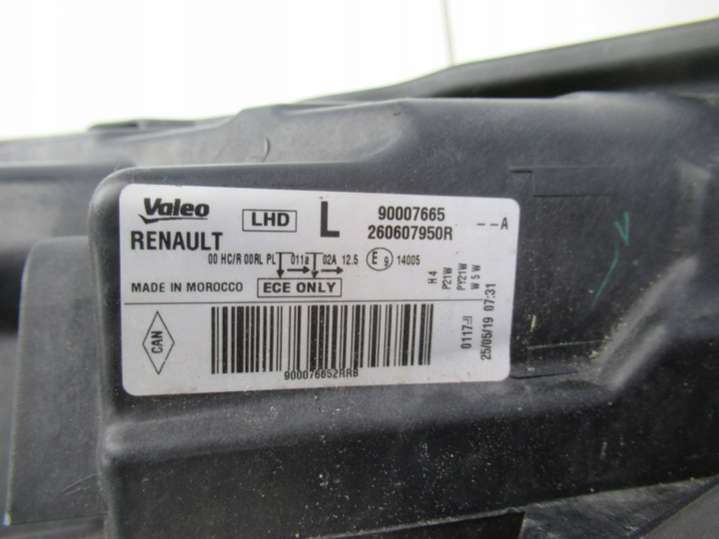 Valeo LHD L 90007665 --A
RENAULT 260607950R
00 HC/R 00RL PL 011a 02A 12.5 E9 14005
MADE IN MOROCCO ECE ONLY
CAN
900076652RRB
H4
P21W
PY21W
W5W
0117
25/05/19 07:31